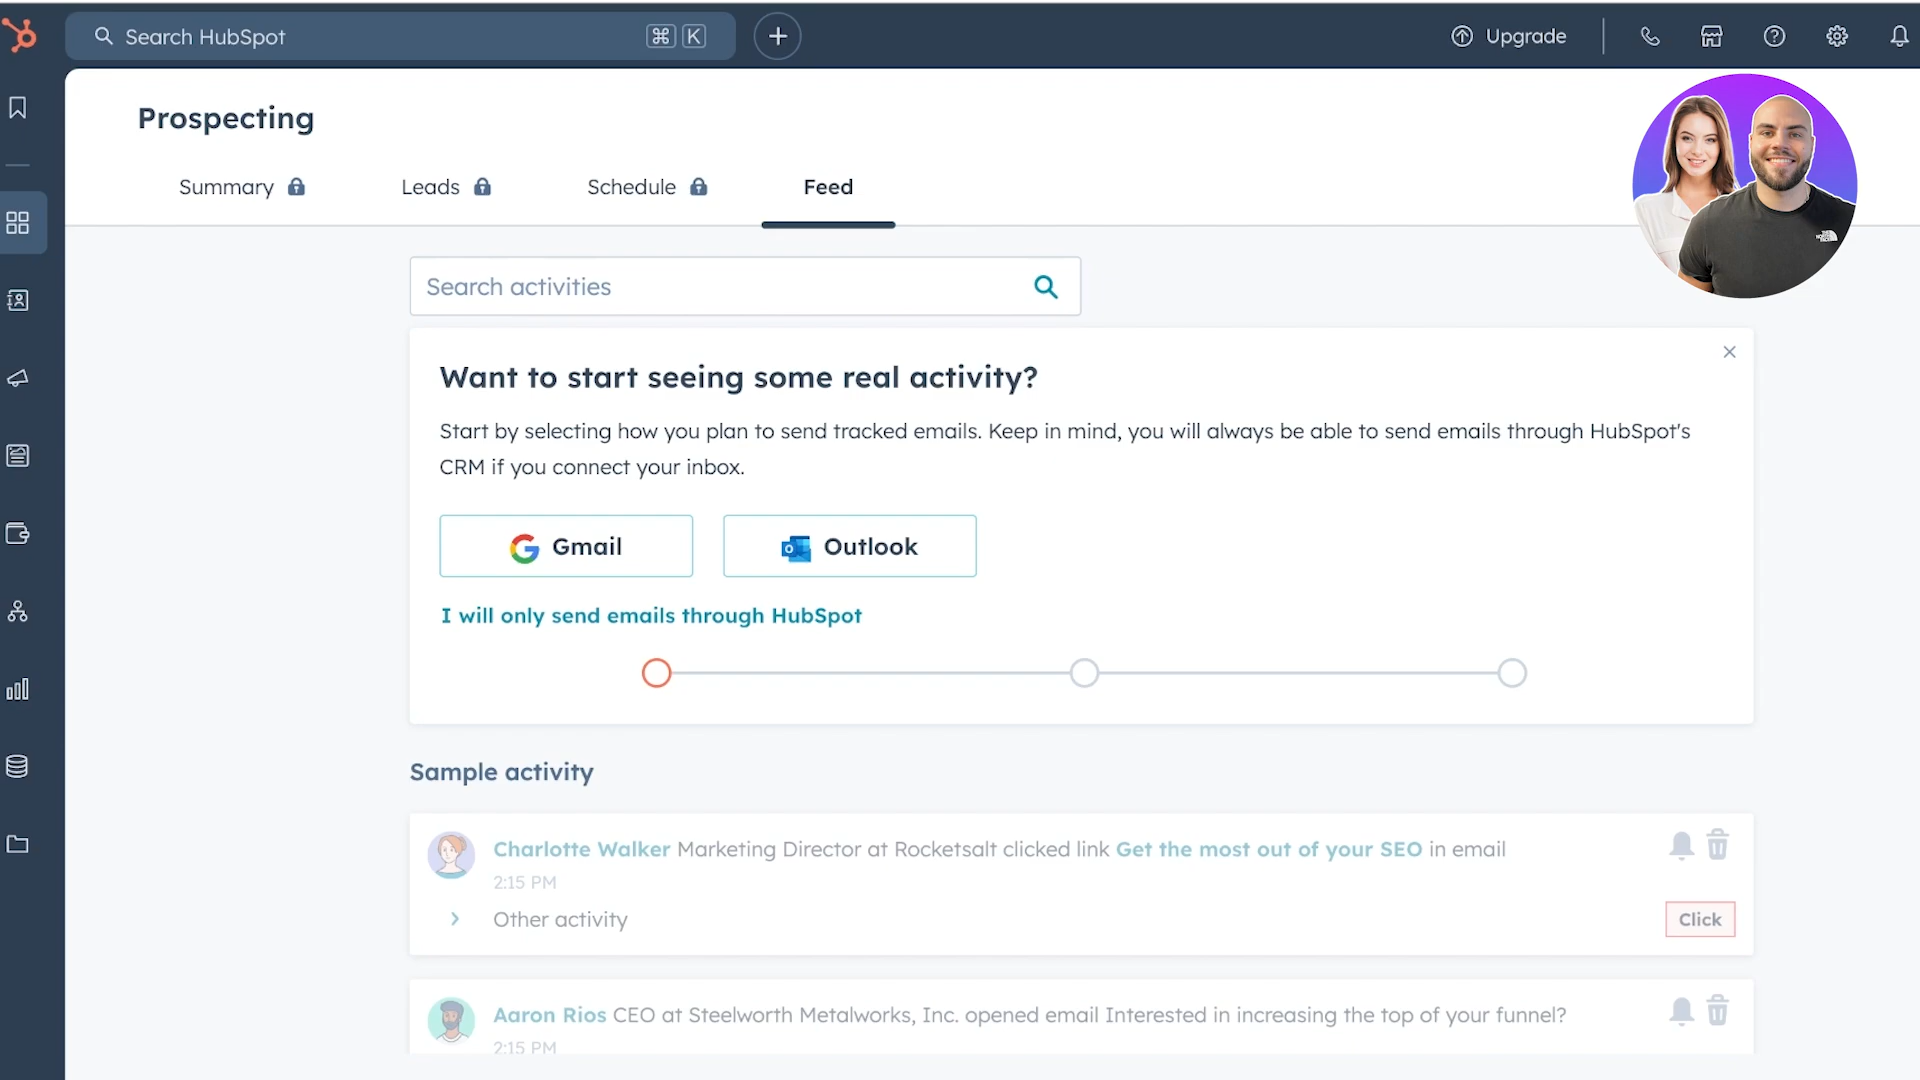 Search HubSpot
⌘ K
+
Upgrade
Prospecting
Summary
Leads
Schedule
Feed
Search activities
Want to start seeing some real activity?
Start by selecting how you plan to send tracked emails. Keep in mind, you will always be able to send emails through HubSpot's
CRM if you connect your inbox.
Gmail
Outlook
I will only send emails through HubSpot
Sample activity
Charlotte Walker Marketing Director at Rocketsalt clicked link Get the most out of your SEO in email
2:15 PM
Other activity
Click
Aaron Rios CEO at Steelworth Metalworks, Inc. opened email Interested in increasing the top of your funnel?
2:15 PM